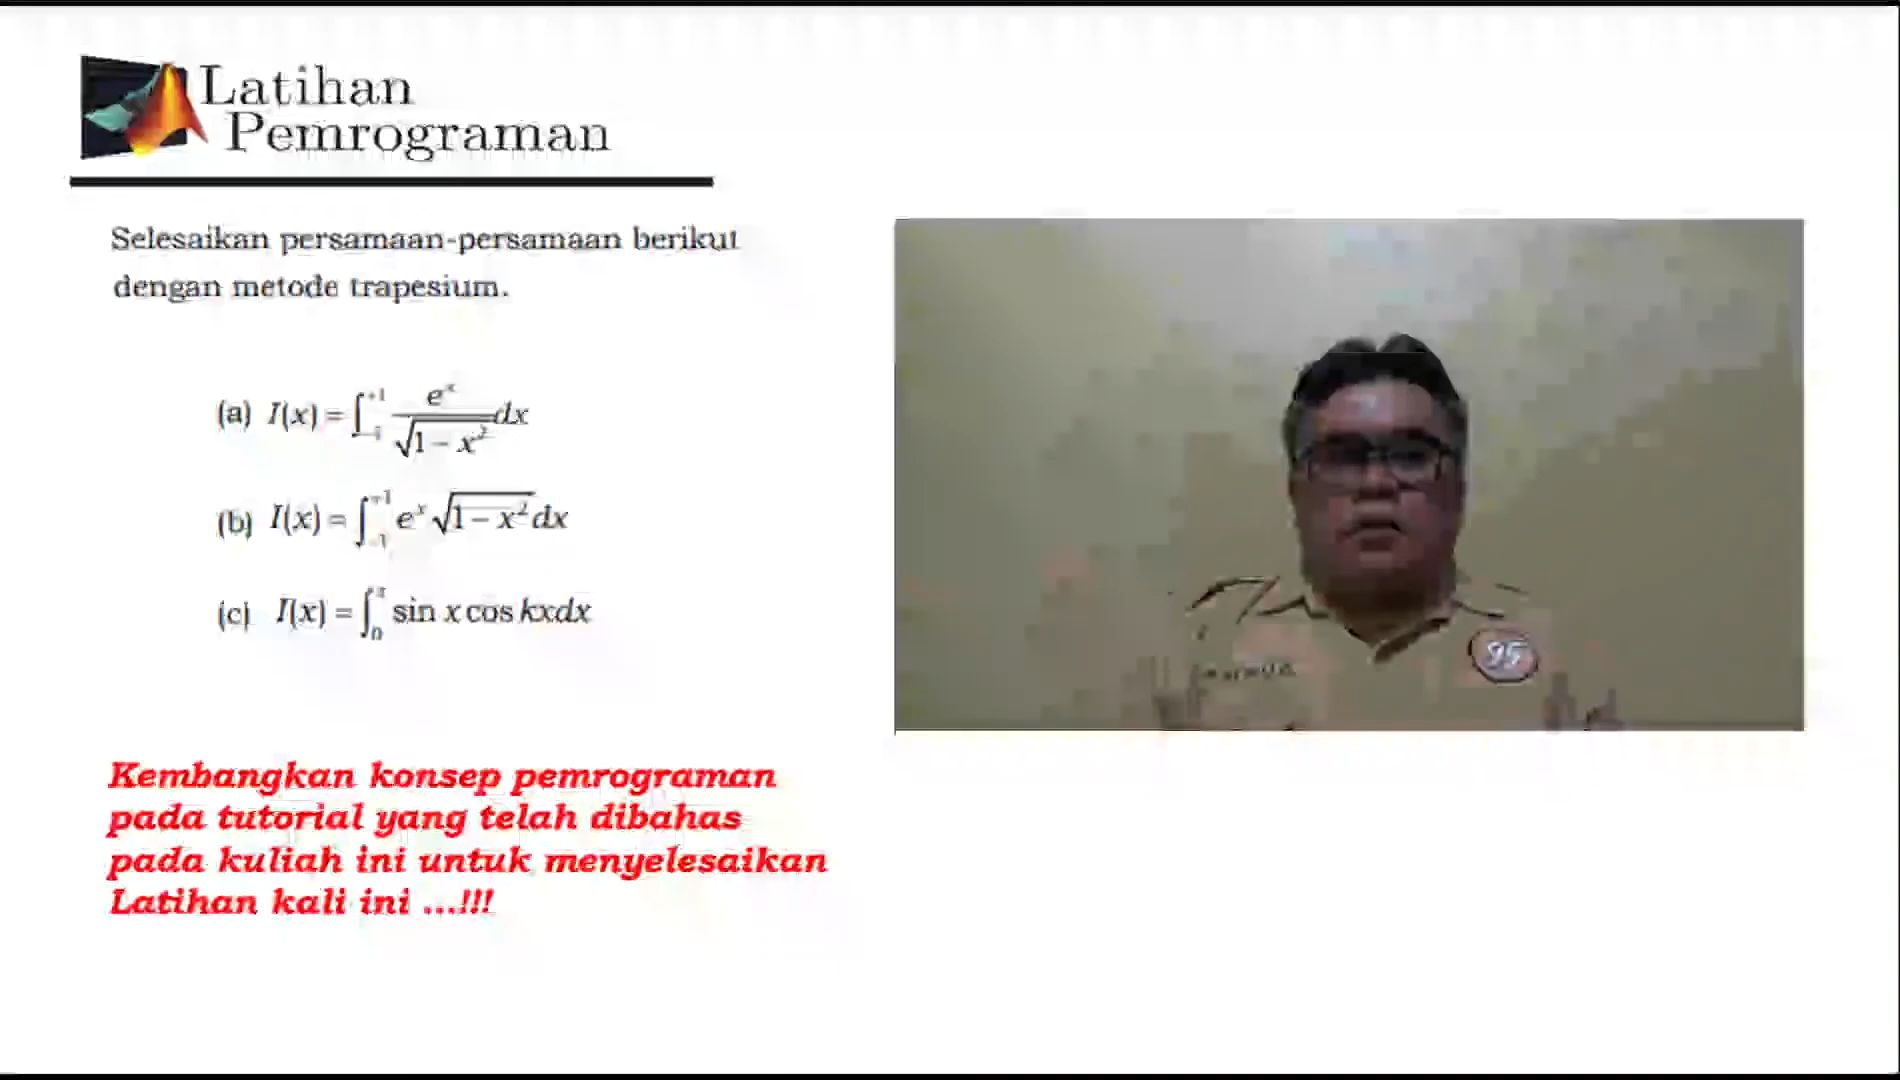 Latihan
Pemrograman
Selesaikan persamaan-persamaan berikut
dengan metode trapesium.
(a) I(x) = ∫₋₁⁺¹ eˣ / √(1 − x²) dx
(b) I(x) = ∫₋₁⁺¹ eˣ √(1 − x²) dx
(c) I(x) = ∫₀ sin x cos kxdx
Kembangkan konsep pemrograman
pada tutorial yang telah dibahas
pada kuliah ini untuk menyelesaikan
Latihan kali ini ...!!!
95